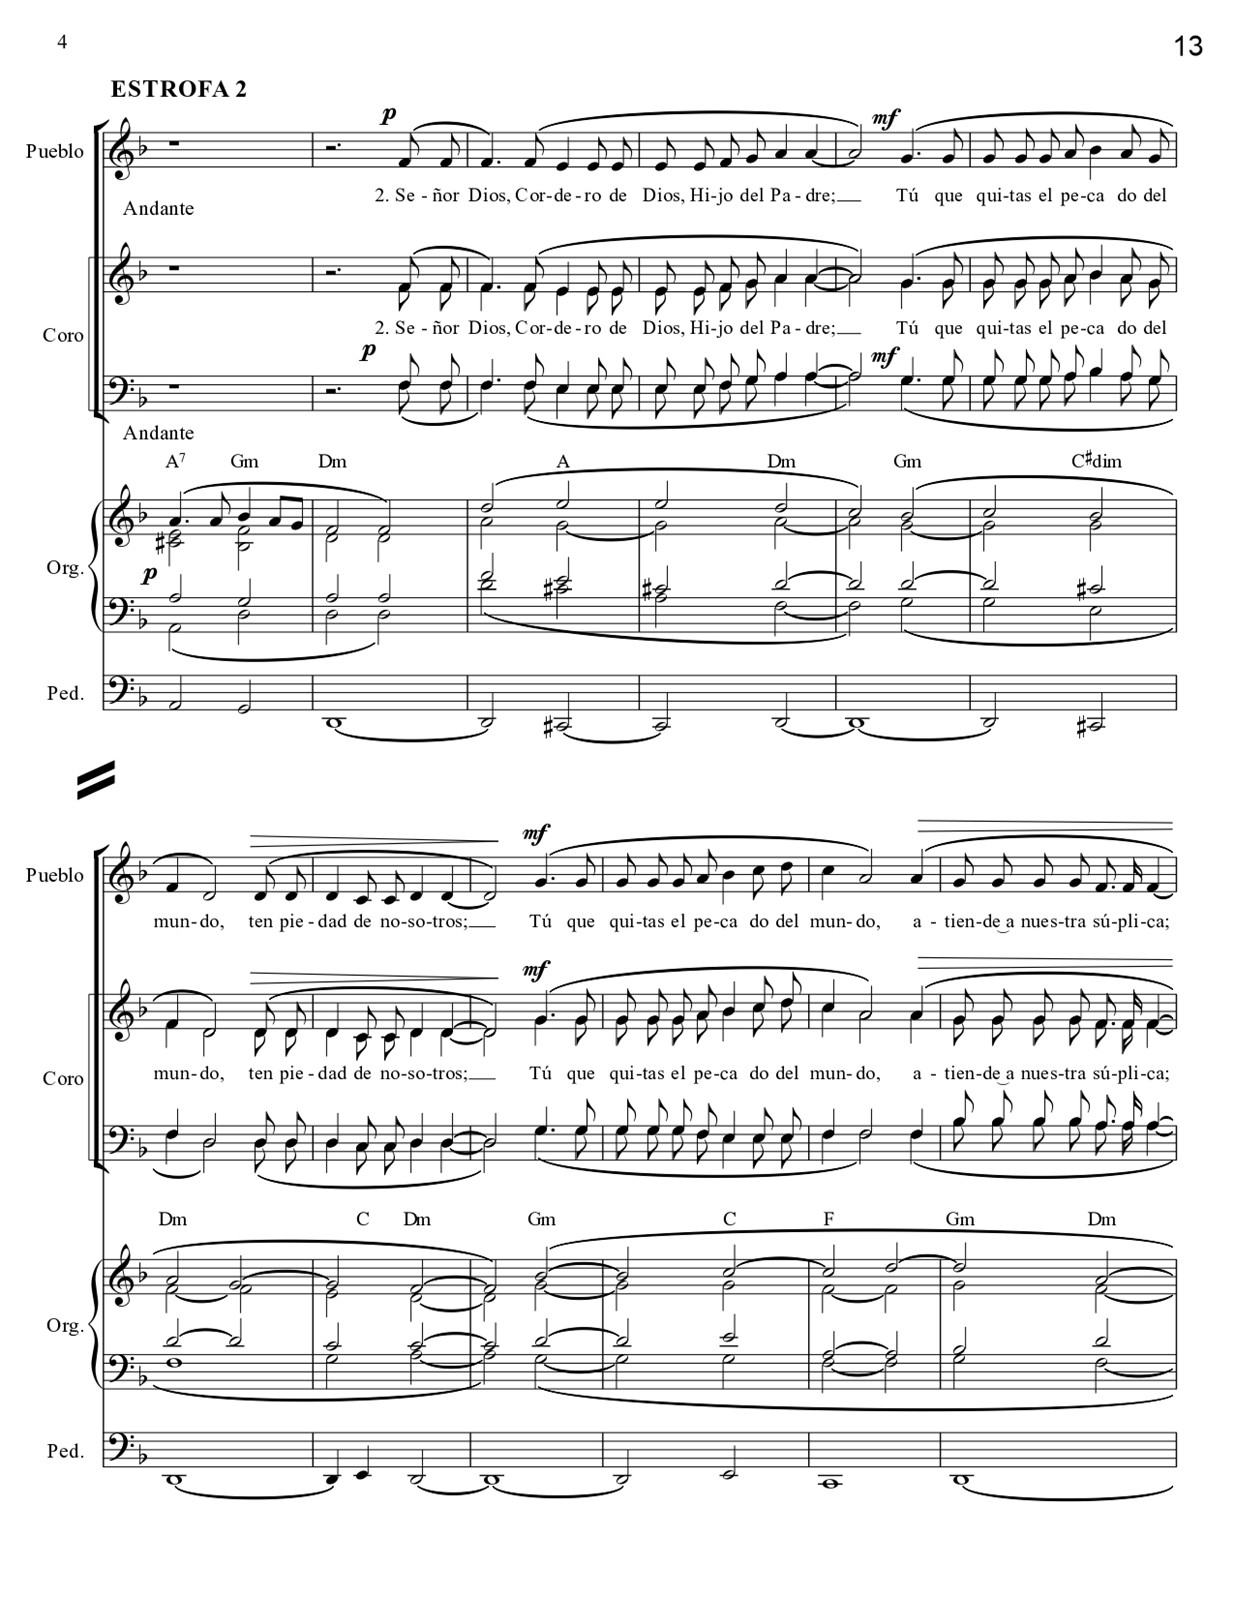 4
13
ESTROFA 2
p
mf
Pueblo
2. Se - ñor Dios, Cor-de-ro de Dios, Hi-jo del Pa - dre; Tú que qui-tas el pe-ca do del
Andante
Coro
2. Se - ñor Dios, Cor-de-ro de Dios, Hi-jo del Pa - dre; Tú que qui-tas el pe-ca do del
p
mf
Andante
A7 Gm Dm A Dm Gm C#dim
Org.
p
Ped.
mf
Pueblo
mun-do, ten pie-dad de no-so-tros; Tú que qui-tas el pe-ca do del mun-do, a - tien-de‿a nues-tra sú-pli-ca;
mf
Coro
mun-do, ten pie-dad de no-so-tros; Tú que qui-tas el pe-ca do del mun-do, a - tien-de‿a nues-tra sú-pli-ca;
Dm C Dm Gm C F Gm Dm
Org.
Ped.